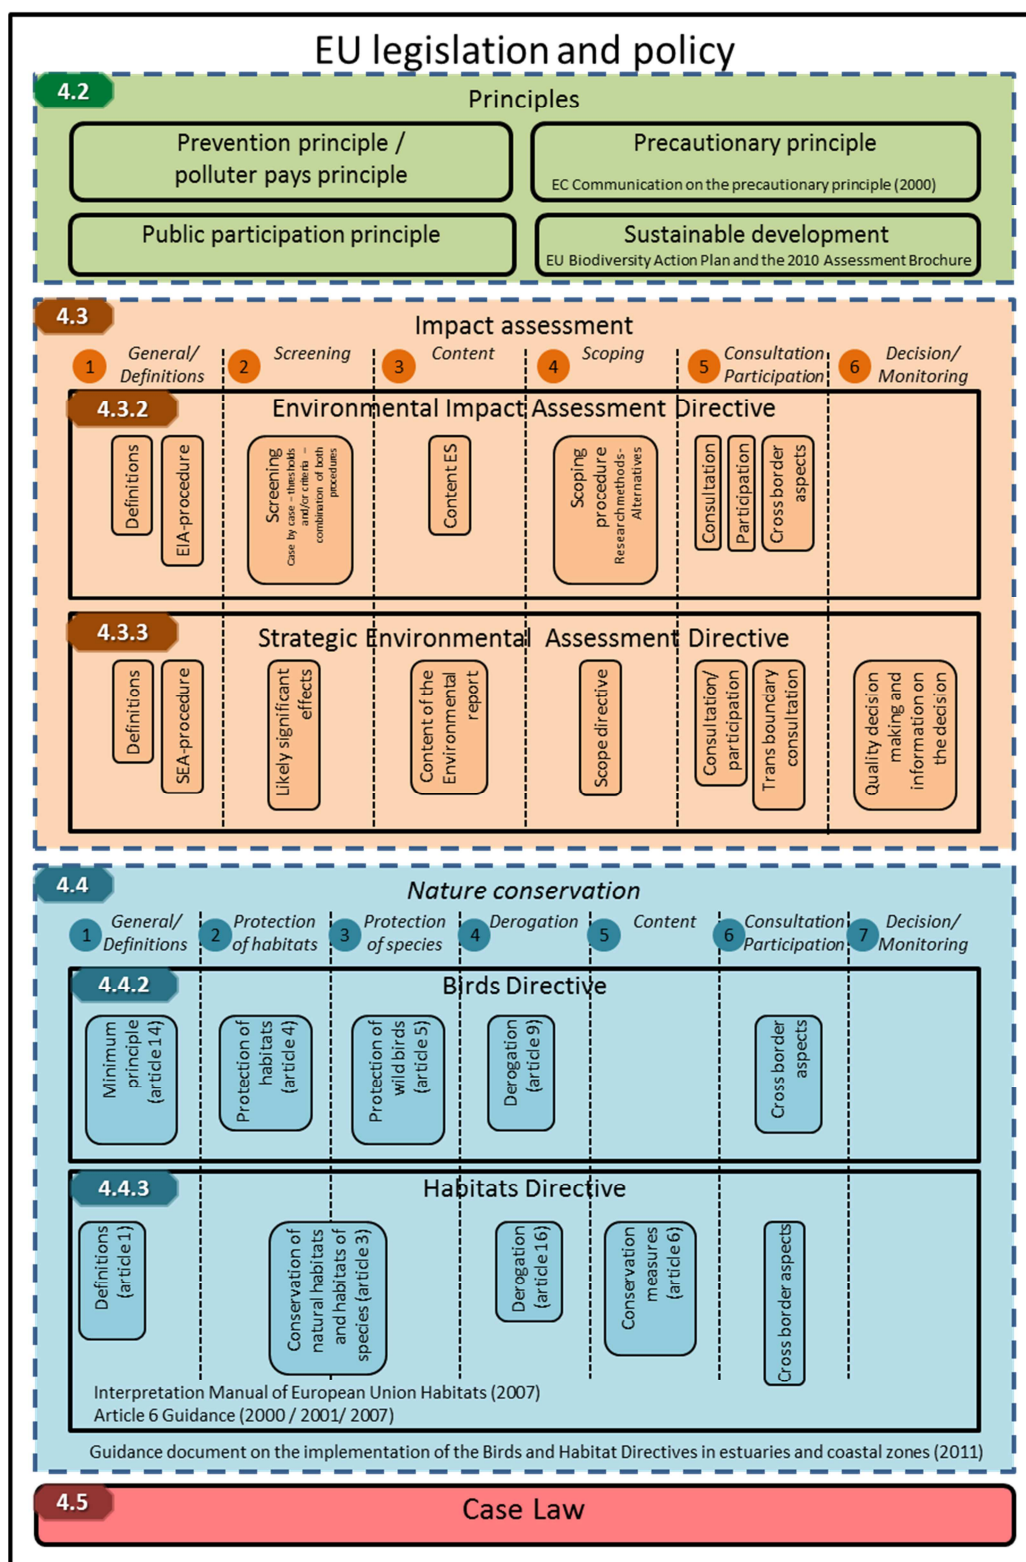 EU legislation and policy
4.2
Principles
Prevention principle /
polluter pays principle
Precautionary principle
EC Communication on the precautionary principle (2000)
Public participation principle
Sustainable development
EU Biodiversity Action Plan and the 2010 Assessment Brochure
4.3
Impact assessment
1
General/
Definitions
2
Screening
3
Content
4
Scoping
5
Consultation
Participation
6
Decision/
Monitoring
4.3.2
Environmental Impact Assessment Directive
Definitions
EIA-procedure
Screening
Case by case – thresholds
and/or criteria –
combination of both
procedures
Content ES
Scoping
procedure
Research methods-
Alternatives
Consultation
Participation
Cross border
aspects
4.3.3
Strategic Environmental Assessment Directive
Definitions
SEA-procedure
Likely significant
effects
Content of the
Environmental
report
Scope directive
Consultation/
participation
Trans boundary
consultation
Quality decision
making and
information on
the decision
4.4
Nature conservation
1
General/
Definitions
2
Protection
of habitats
3
Protection
of species
4
Derogation
5
Content
6
Consultation
Participation
7
Decision/
Monitoring
4.4.2
Birds Directive
Minimum
principle
(article 14)
Protection of
habitats
(article 4)
Protection of
wild birds
(article 5)
Derogation
(article 9)
Cross border
aspects
4.4.3
Habitats Directive
Definitions
(article 1)
Conservation of
natural habitats
and habitats of
species (article 3)
Derogation
(article 16)
Conservation
measures
(article 6)
Cross border aspects
Interpretation Manual of European Union Habitats (2007)
Article 6 Guidance (2000 / 2001/ 2007)
Guidance document on the implementation of the Birds and Habitat Directives in estuaries and coastal zones (2011)
4.5
Case Law